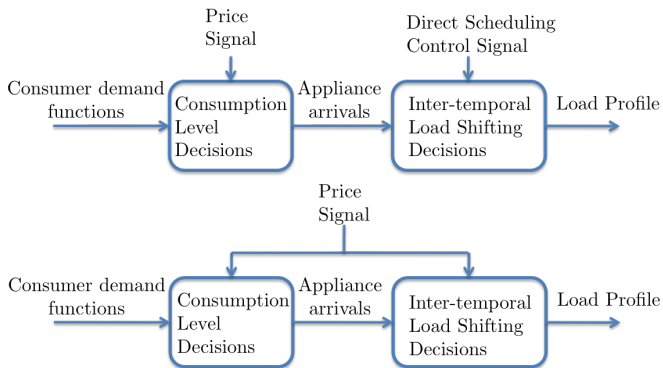 Price
Signal
Direct Scheduling
Control Signal
Consumer demand
functions
Consumption
Level
Decisions
Appliance
arrivals
Inter-temporal
Load Shifting
Decisions
Load Profile
Price
Signal
Consumer demand
functions
Consumption
Level
Decisions
Appliance
arrivals
Inter-temporal
Load Shifting
Decisions
Load Profile